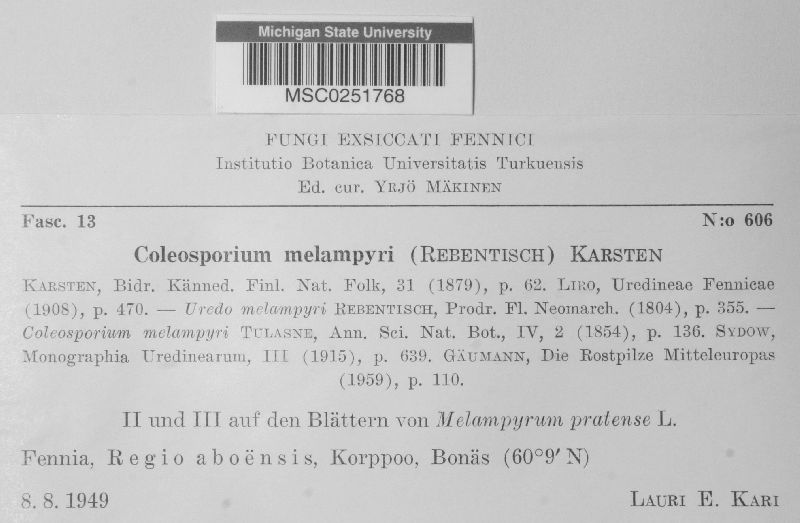 Michigan State University
MSC0251768
FUNGI EXSICCATI FENNICI
Institutio Botanica Universitatis Turkuensis
Ed. cur. YRJÖ MÄKINEN
Fasc. 13 N:o 606
Coleosporium melampyri (REBENTISCH) KARSTEN
KARSTEN, Bidr. Känned. Finl. Nat. Folk, 31 (1879), p. 62. LIRO, Uredineae Fennicae
(1908), p. 470. — Uredo melampyri REBENTISCH, Prodr. Fl. Neomarch. (1804), p. 355. —
Coleosporium melampyri TULASNE, Ann. Sci. Nat. Bot., IV, 2 (1854), p. 136. SYDOW,
Monographia Uredinearum, III (1915), p. 639. GÄUMANN, Die Rostpilze Mitteleuropas
(1959), p. 110.
II und III auf den Blättern von Melampyrum pratense L.
Fennia, Regio aboënsis, Korppoo, Bonäs (60°9′ N)
8. 8. 1949 LAURI E. KARI